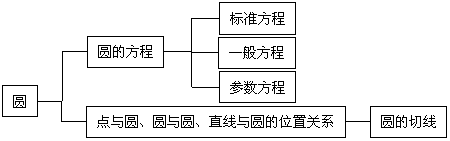 标准方程
圆的方程
一般方程
参数方程
圆
点与圆、圆与圆、直线与圆的位置关系
圆的切线